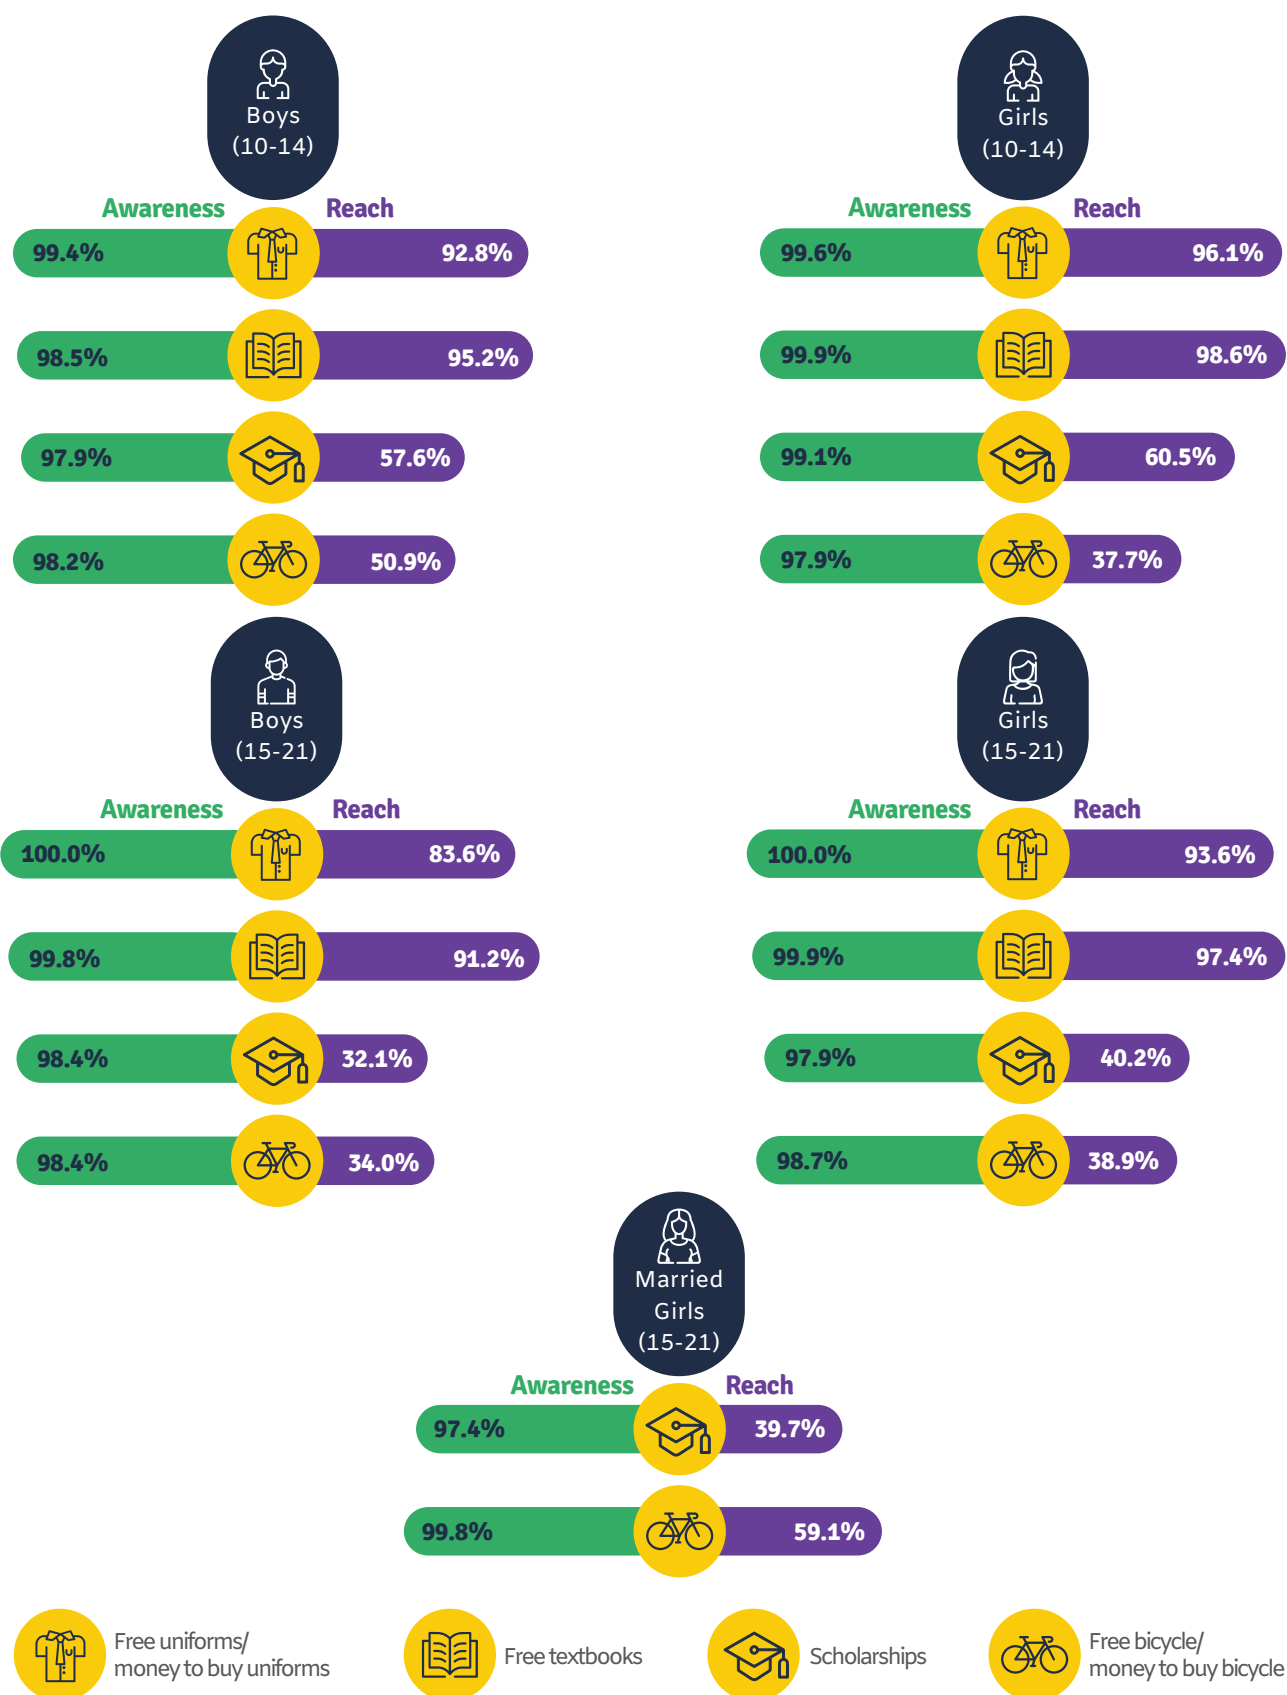 Boys
(10-14)
Awareness Reach
99.4% 92.8%
98.5% 95.2%
97.9% 57.6%
98.2% 50.9%
Girls
(10-14)
Awareness Reach
99.6% 96.1%
99.9% 98.6%
99.1% 60.5%
97.9% 37.7%
Boys
(15-21)
Awareness Reach
100.0% 83.6%
99.8% 91.2%
98.4% 32.1%
98.4% 34.0%
Girls
(15-21)
Awareness Reach
100.0% 93.6%
99.9% 97.4%
97.9% 40.2%
98.7% 38.9%
Married
Girls
(15-21)
Awareness Reach
97.4% 39.7%
99.8% 59.1%
Free uniforms/
money to buy uniforms
Free textbooks
Scholarships
Free bicycle/
money to buy bicycle